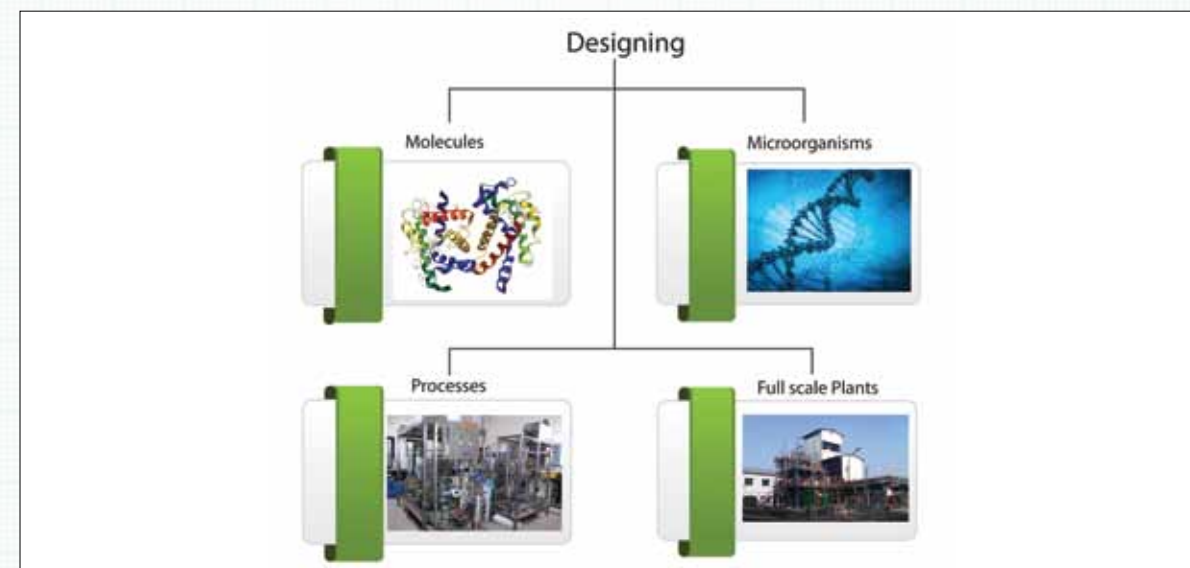 Designing
Molecules
Microorganisms
Processes
Full scale Plants